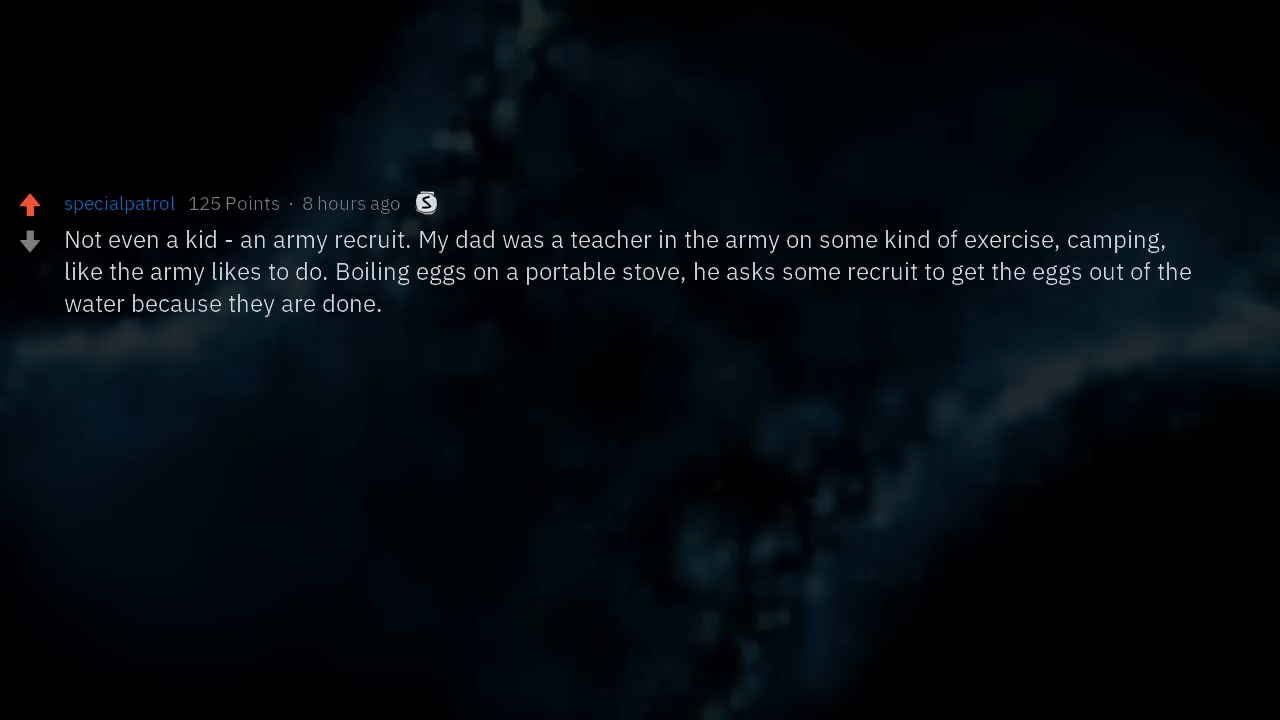 specialpatrol 125 Points · 8 hours ago S
Not even a kid - an army recruit. My dad was a teacher in the army on some kind of exercise, camping,
like the army likes to do. Boiling eggs on a portable stove, he asks some recruit to get the eggs out of the
water because they are done.